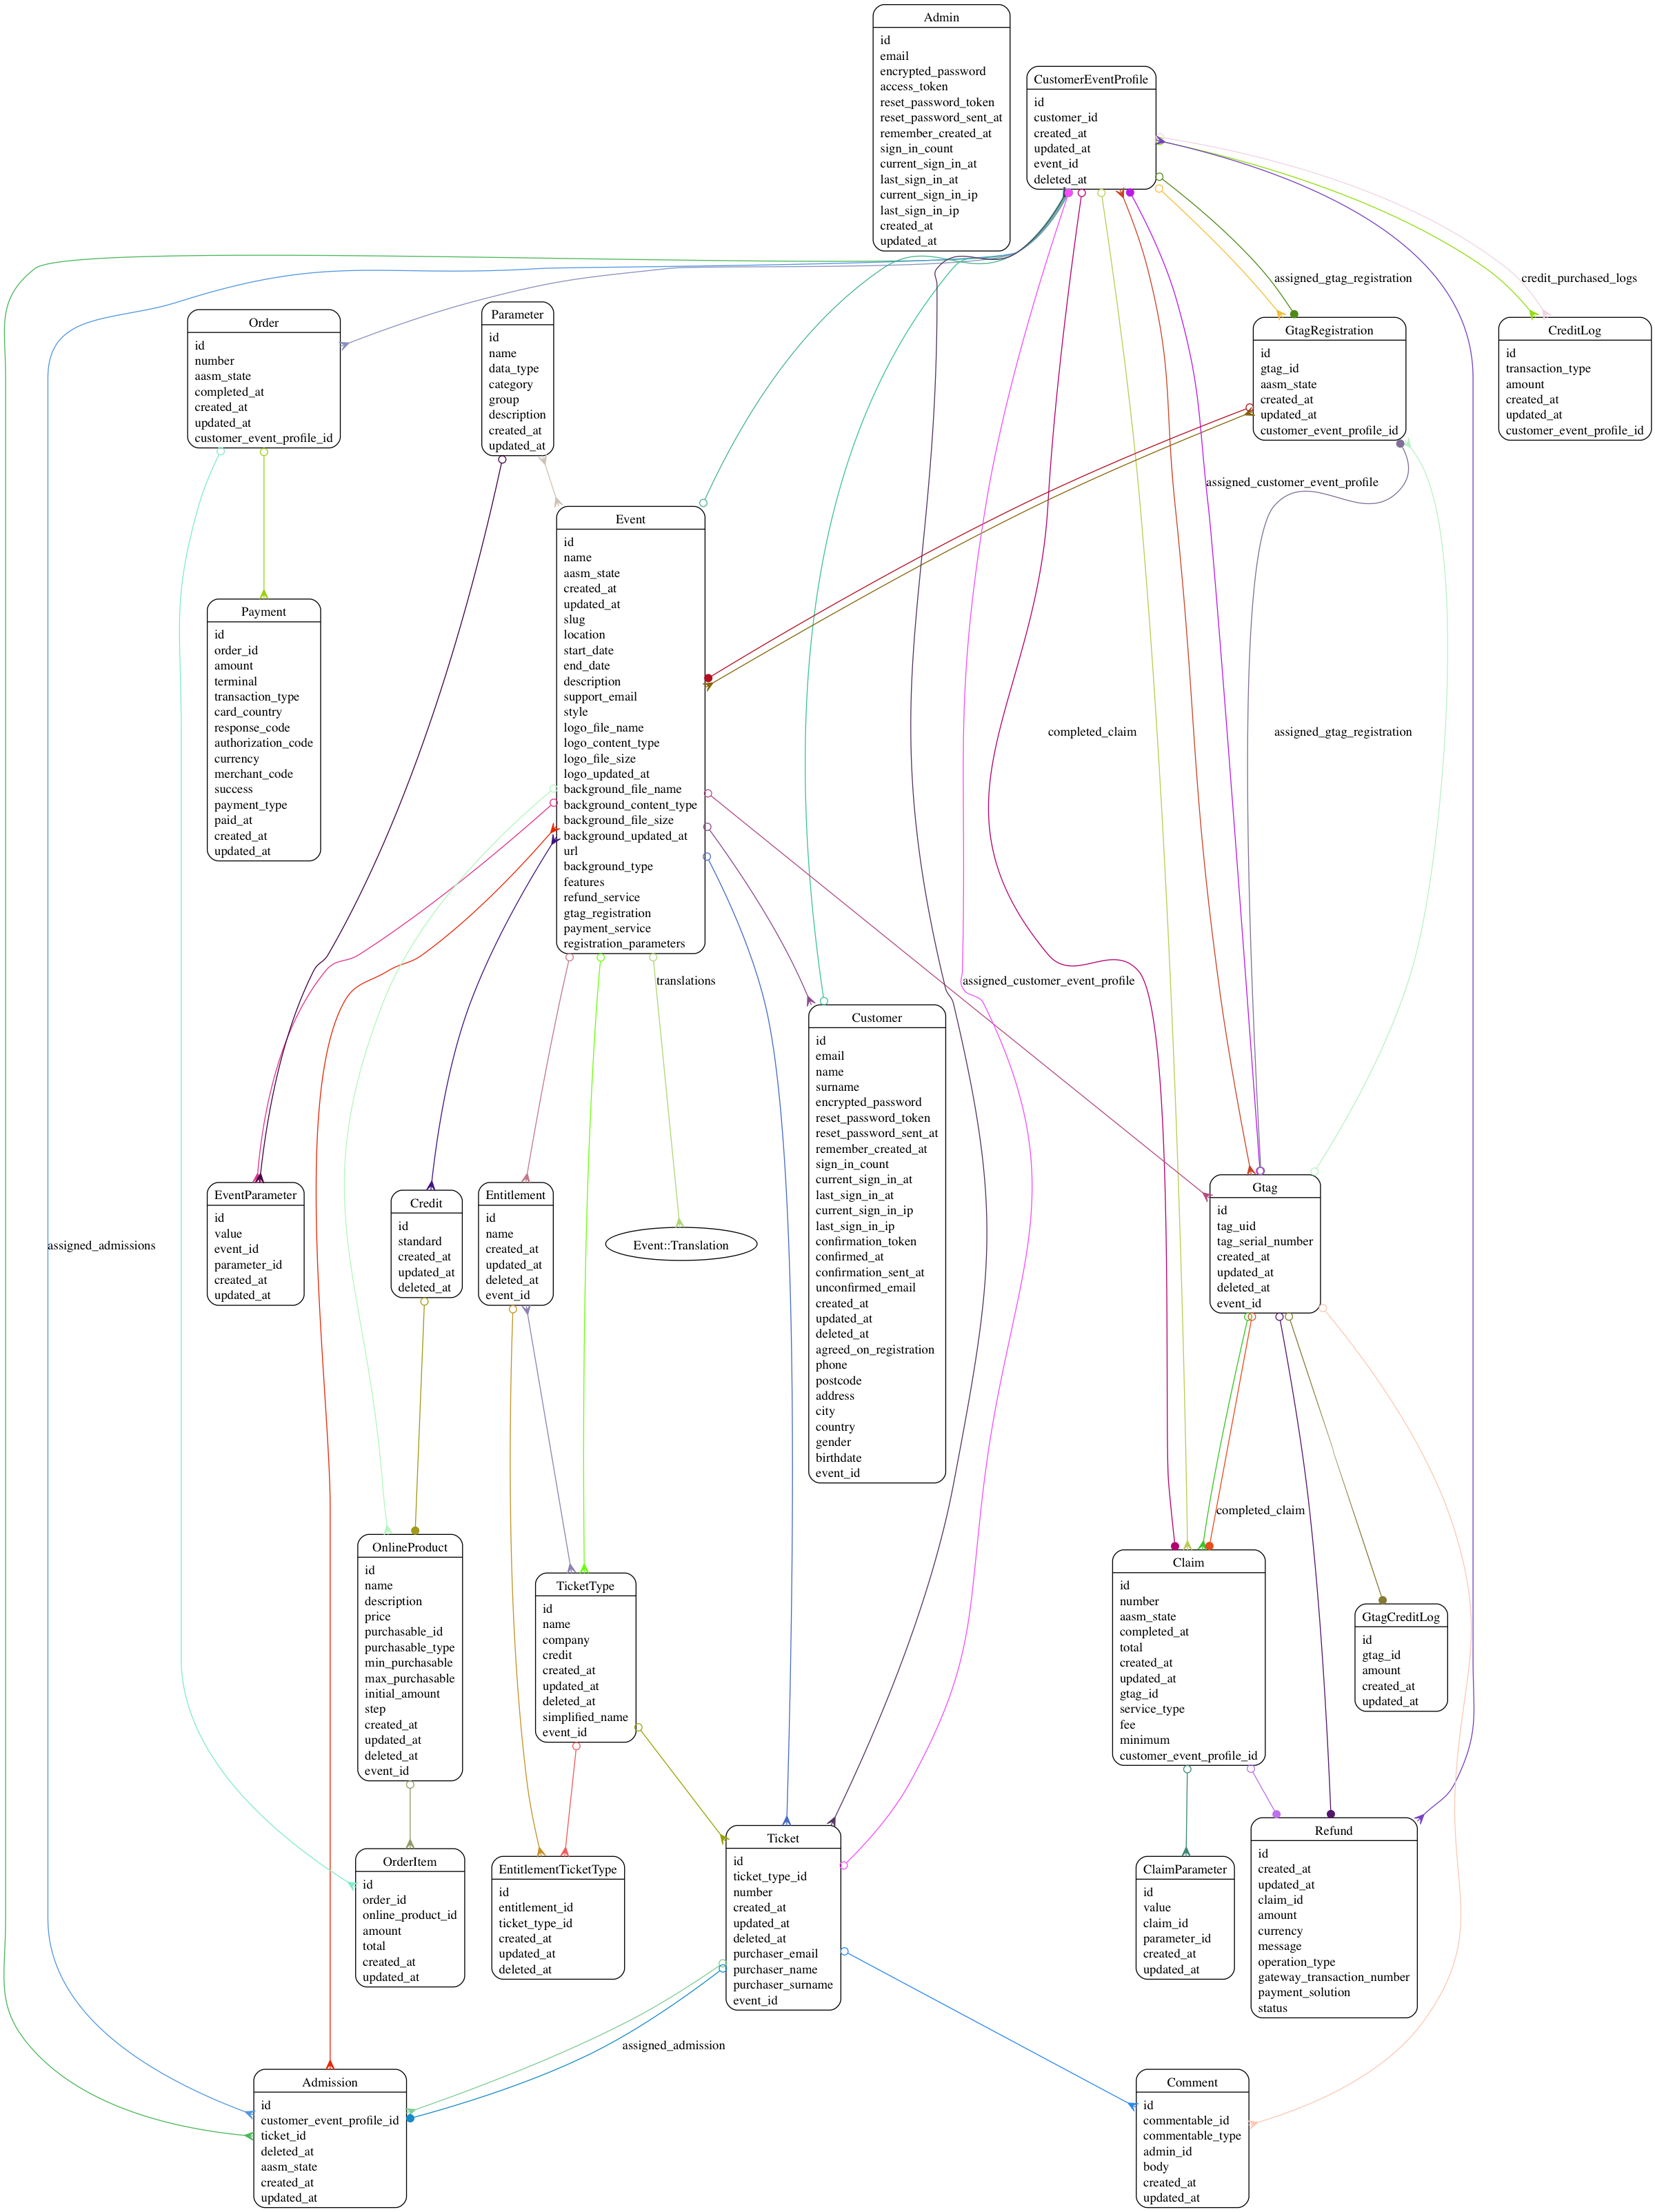 Admin
id
email
encrypted_password
access_token
reset_password_token
reset_password_sent_at
remember_created_at
sign_in_count
current_sign_in_at
last_sign_in_at
current_sign_in_ip
last_sign_in_ip
created_at
updated_at
CustomerEventProfile
id
customer_id
created_at
updated_at
event_id
deleted_at
assigned_gtag_registration
credit_purchased_logs
Order
id
number
aasm_state
completed_at
created_at
updated_at
customer_event_profile_id
Parameter
id
name
data_type
category
group
description
created_at
updated_at
GtagRegistration
id
gtag_id
aasm_state
created_at
updated_at
customer_event_profile_id
CreditLog
id
transaction_type
amount
created_at
updated_at
customer_event_profile_id
assigned_customer_event_profile
Event
id
name
aasm_state
created_at
updated_at
slug
location
start_date
end_date
description
support_email
style
logo_file_name
logo_content_type
logo_file_size
logo_updated_at
background_file_name
background_content_type
background_file_size
background_updated_at
url
background_type
features
refund_service
gtag_registration
payment_service
registration_parameters
Payment
id
order_id
amount
terminal
transaction_type
card_country
response_code
authorization_code
currency
merchant_code
success
payment_type
paid_at
created_at
updated_at
completed_claim
assigned_gtag_registration
translations
assigned_customer_event_profile
Customer
id
email
name
surname
encrypted_password
reset_password_token
reset_password_sent_at
remember_created_at
sign_in_count
current_sign_in_at
last_sign_in_at
current_sign_in_ip
last_sign_in_ip
confirmation_token
confirmed_at
confirmation_sent_at
unconfirmed_email
created_at
updated_at
deleted_at
agreed_on_registration
phone
postcode
address
city
country
gender
birthdate
event_id
assigned_admissions
EventParameter
id
value
event_id
parameter_id
created_at
updated_at
Credit
id
standard
created_at
updated_at
deleted_at
Entitlement
id
name
created_at
updated_at
deleted_at
event_id
Event::Translation
Gtag
id
tag_uid
tag_serial_number
created_at
updated_at
deleted_at
event_id
completed_claim
OnlineProduct
id
name
description
price
purchasable_id
purchasable_type
min_purchasable
max_purchasable
initial_amount
step
created_at
updated_at
deleted_at
event_id
TicketType
id
name
company
credit
created_at
updated_at
deleted_at
simplified_name
event_id
Claim
id
number
aasm_state
completed_at
total
created_at
updated_at
gtag_id
service_type
fee
minimum
customer_event_profile_id
GtagCreditLog
id
gtag_id
amount
created_at
updated_at
OrderItem
id
order_id
online_product_id
amount
total
created_at
updated_at
EntitlementTicketType
id
entitlement_id
ticket_type_id
created_at
updated_at
deleted_at
Ticket
id
ticket_type_id
number
created_at
updated_at
deleted_at
purchaser_email
purchaser_name
purchaser_surname
event_id
ClaimParameter
id
value
claim_id
parameter_id
created_at
updated_at
Refund
id
created_at
updated_at
claim_id
amount
currency
message
operation_type
gateway_transaction_number
payment_solution
status
assigned_admission
Admission
id
customer_event_profile_id
ticket_id
deleted_at
aasm_state
created_at
updated_at
Comment
id
commentable_id
commentable_type
admin_id
body
created_at
updated_at